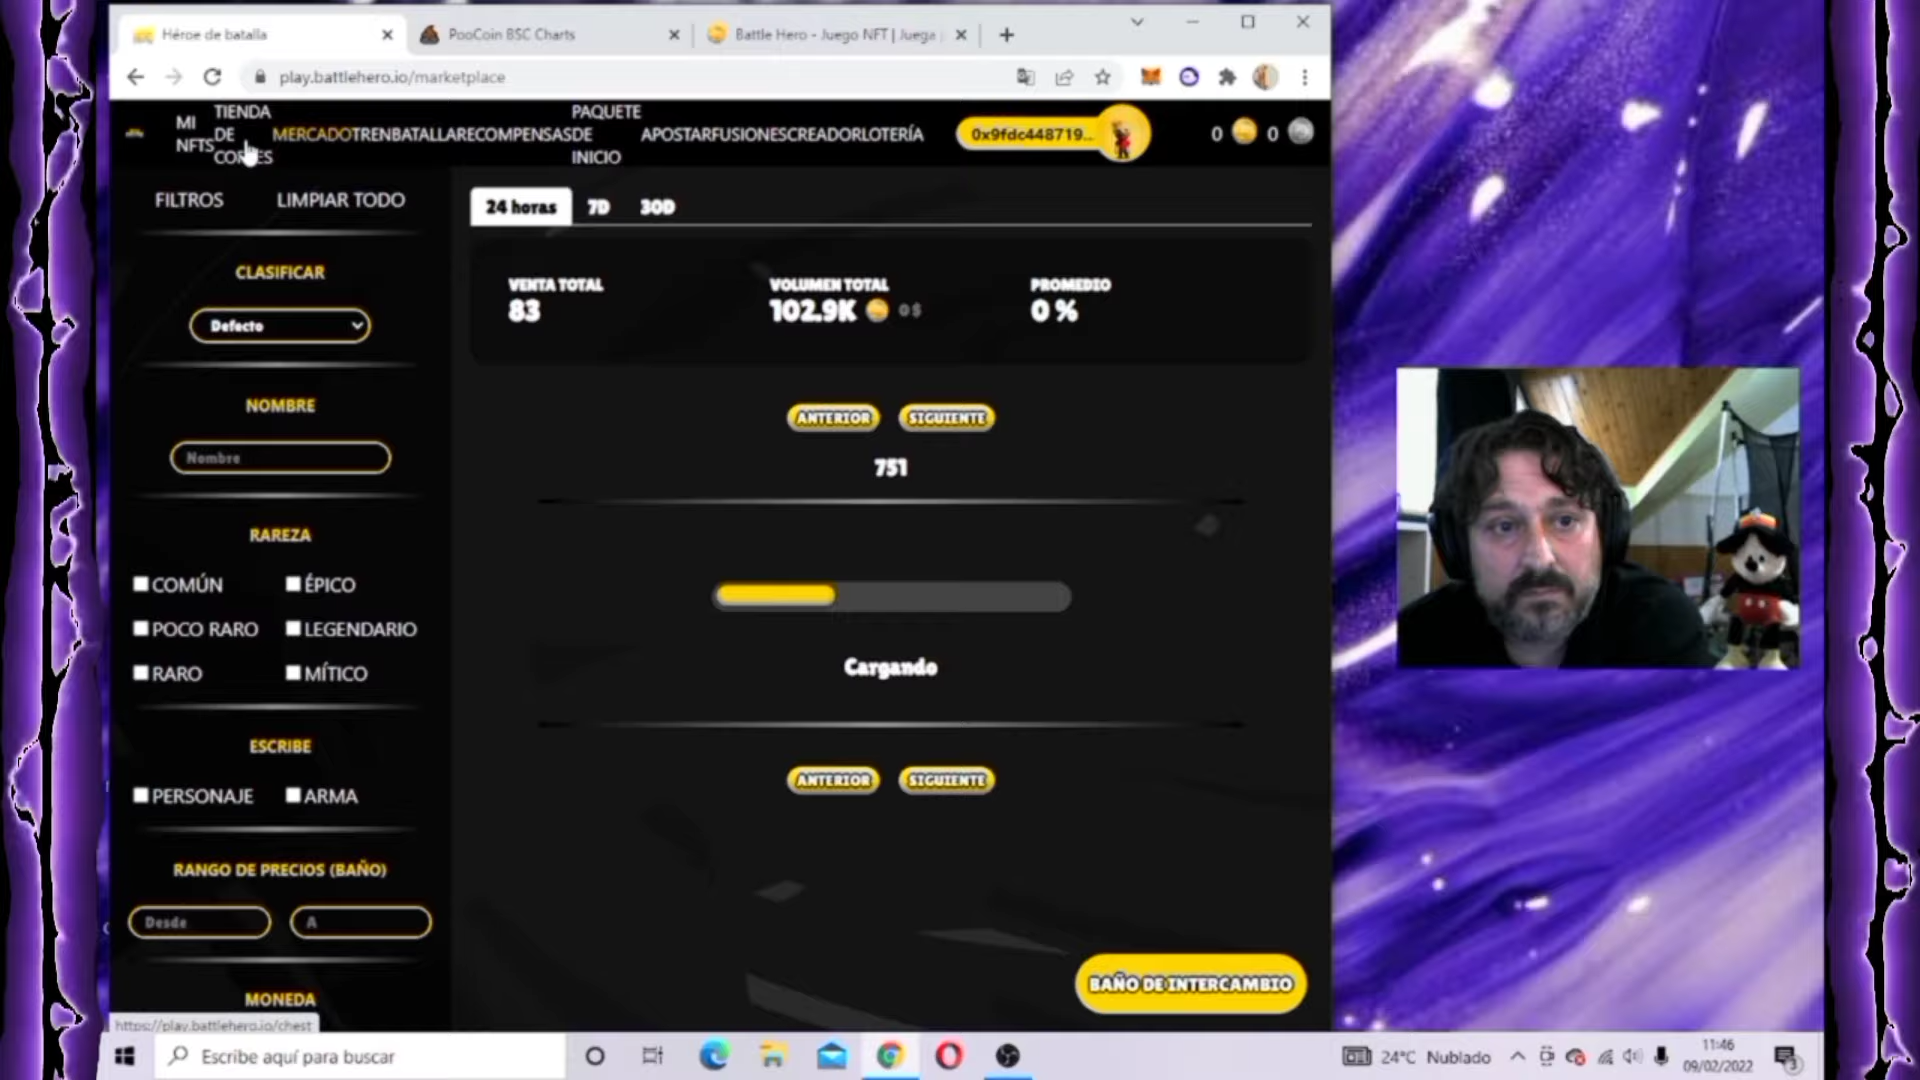 Héroe de batalla
PooCoin BSC Charts
Battle Hero - Juego NFT | Juega
play.battlehero.io/marketplace
MI NFTS
TIENDA DE COFRES
MERCADO
TREN
BATALLA
RECOMPENSAS
PAQUETE DE INICIO
APOSTAR
FUSIONES
CREADOR
LOTERÍA
0x9fdc448719...
0
0
FILTROS
LIMPIAR TODO
24 horas
7D
30D
CLASIFICAR
Defecto
VENTA TOTAL
83
VOLUMEN TOTAL
102.9K
0$
PROMEDIO
0 %
NOMBRE
Nombre
ANTERIOR
SIGUIENTE
751
RAREZA
COMÚN
ÉPICO
POCO RARO
LEGENDARIO
RARO
MÍTICO
Cargando
ESCRIBE
PERSONAJE
ARMA
ANTERIOR
SIGUIENTE
RANGO DE PRECIOS (BAÑO)
Desde
A
MONEDA
BAÑO DE INTERCAMBIO
https://play.battlehero.io/chest
Escribe aquí para buscar
24°C Nublado
11:46
09/02/2022
3